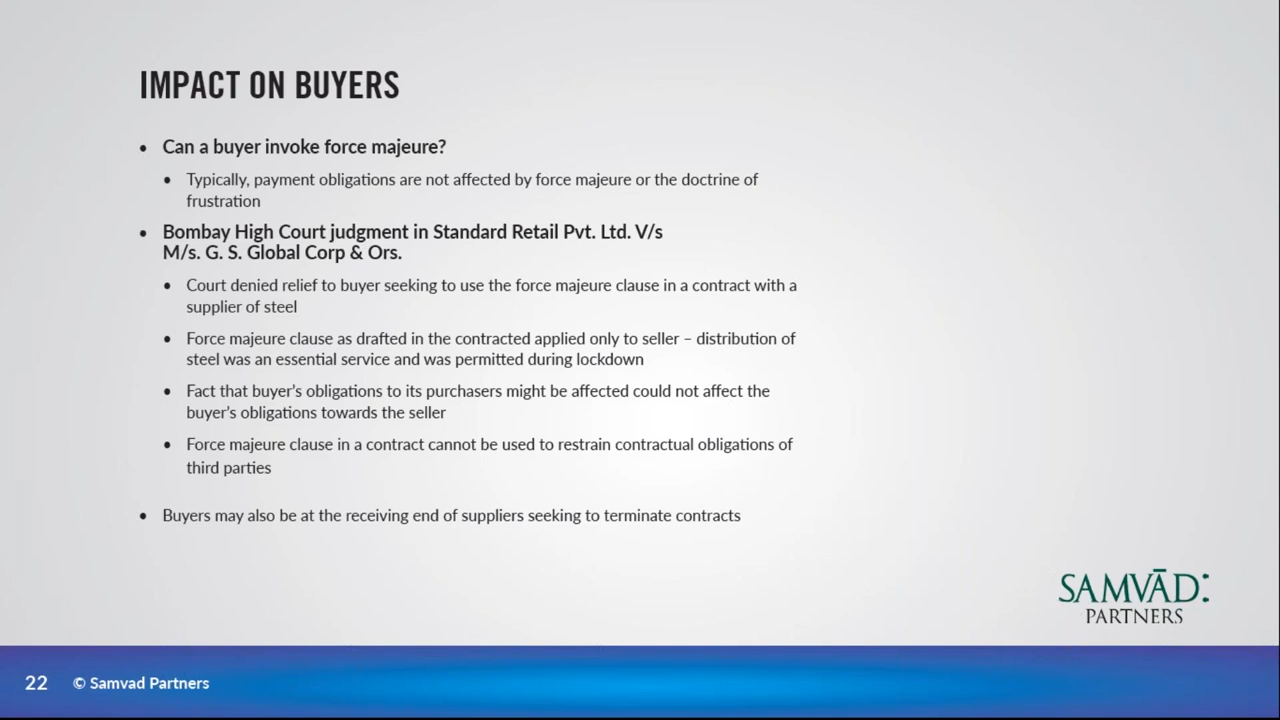 IMPACT ON BUYERS
• Can a buyer invoke force majeure?
• Typically, payment obligations are not affected by force majeure or the doctrine of
frustration
• Bombay High Court judgment in Standard Retail Pvt. Ltd. V/s
M/s. G. S. Global Corp & Ors.
• Court denied relief to buyer seeking to use the force majeure clause in a contract with a
supplier of steel
• Force majeure clause as drafted in the contracted applied only to seller – distribution of
steel was an essential service and was permitted during lockdown
• Fact that buyer's obligations to its purchasers might be affected could not affect the
buyer's obligations towards the seller
• Force majeure clause in a contract cannot be used to restrain contractual obligations of
third parties
• Buyers may also be at the receiving end of suppliers seeking to terminate contracts
SAMVĀD:
PARTNERS
22 © Samvad Partners